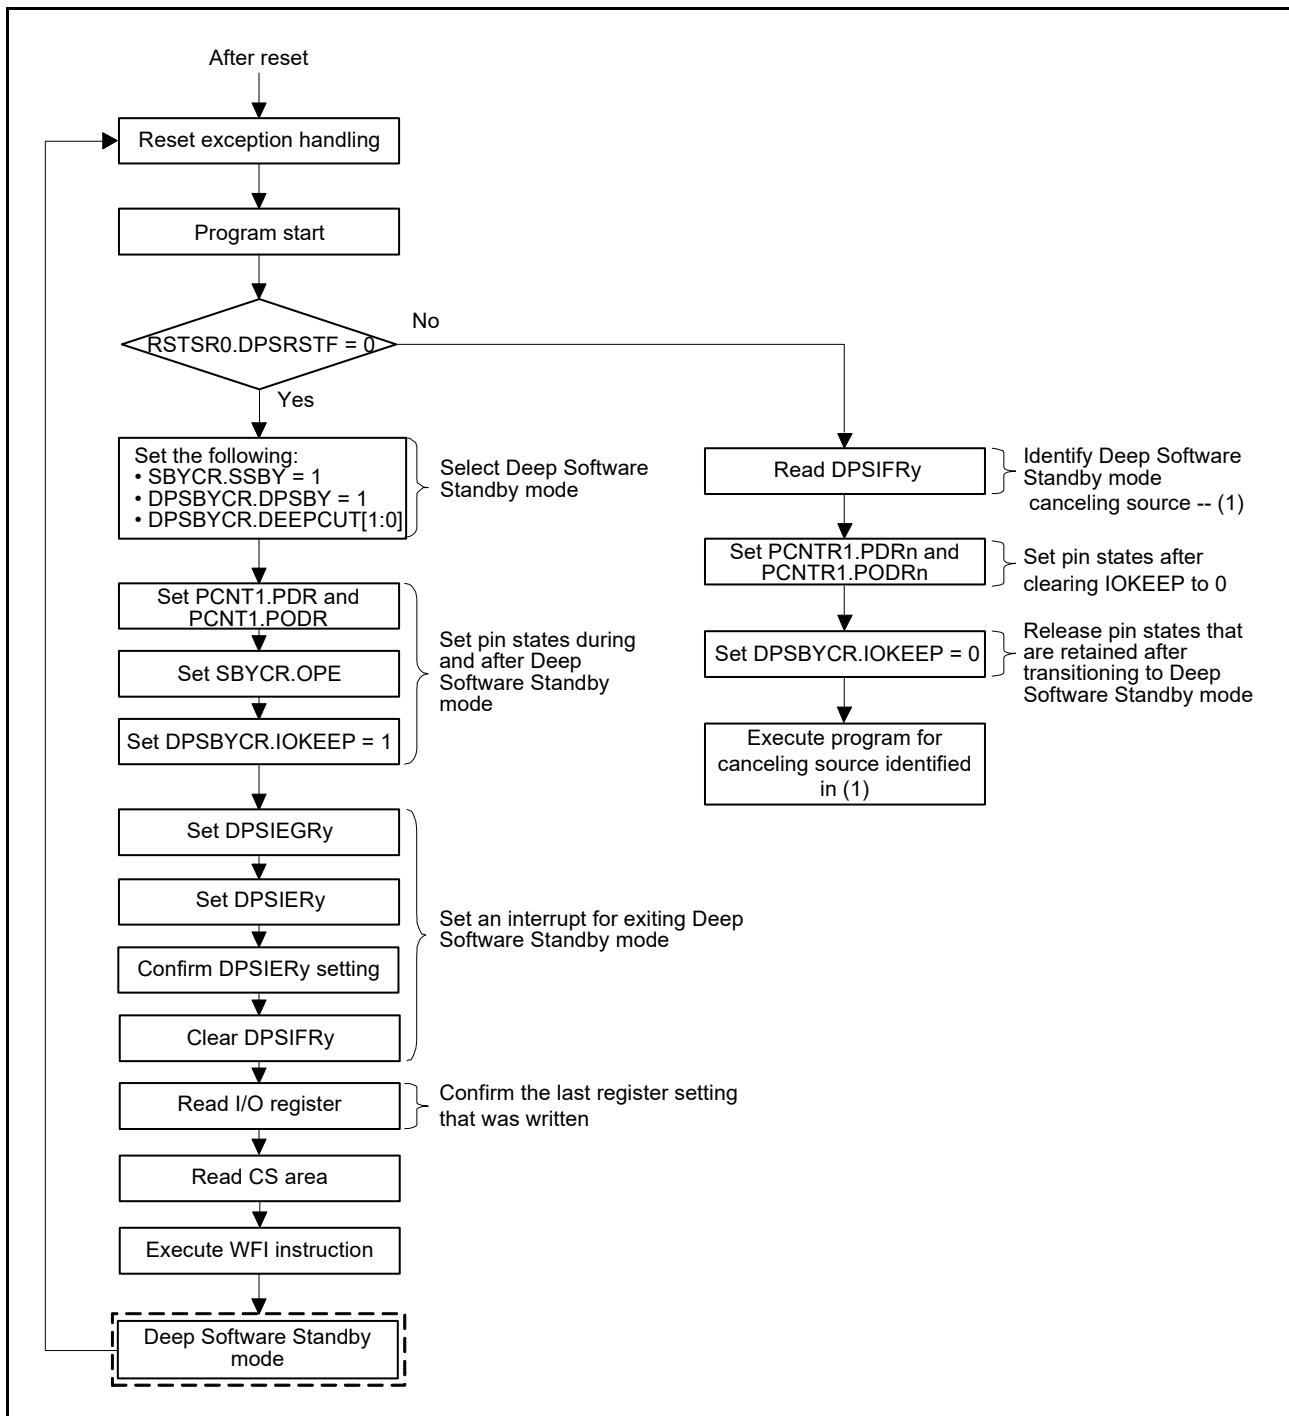 After reset
Reset exception handling
Program start
RSTSR0.DPSRSTF = 0
No
Yes
Set the following:
• SBYCR.SSBY = 1
• DPSBYCR.DPSBY = 1
• DPSBYCR.DEEPCUT[1:0]
Select Deep Software
Standby mode
Set PCNT1.PDR and
PCNT1.PODR
Set SBYCR.OPE
Set DPSBYCR.IOKEEP = 1
Set pin states during
and after Deep
Software Standby
mode
Set DPSIEGRy
Set DPSIERy
Confirm DPSIERy setting
Clear DPSIFRy
Set an interrupt for exiting Deep
Software Standby mode
Read I/O register
Confirm the last register setting
that was written
Read CS area
Execute WFI instruction
Deep Software Standby
mode
Read DPSIFRy
Identify Deep Software
Standby mode
canceling source -- (1)
Set PCNTR1.PDRn and
PCNTR1.PODRn
Set pin states after
clearing IOKEEP to 0
Set DPSBYCR.IOKEEP = 0
Release pin states that
are retained after
transitioning to Deep
Software Standby mode
Execute program for
canceling source identified
in (1)